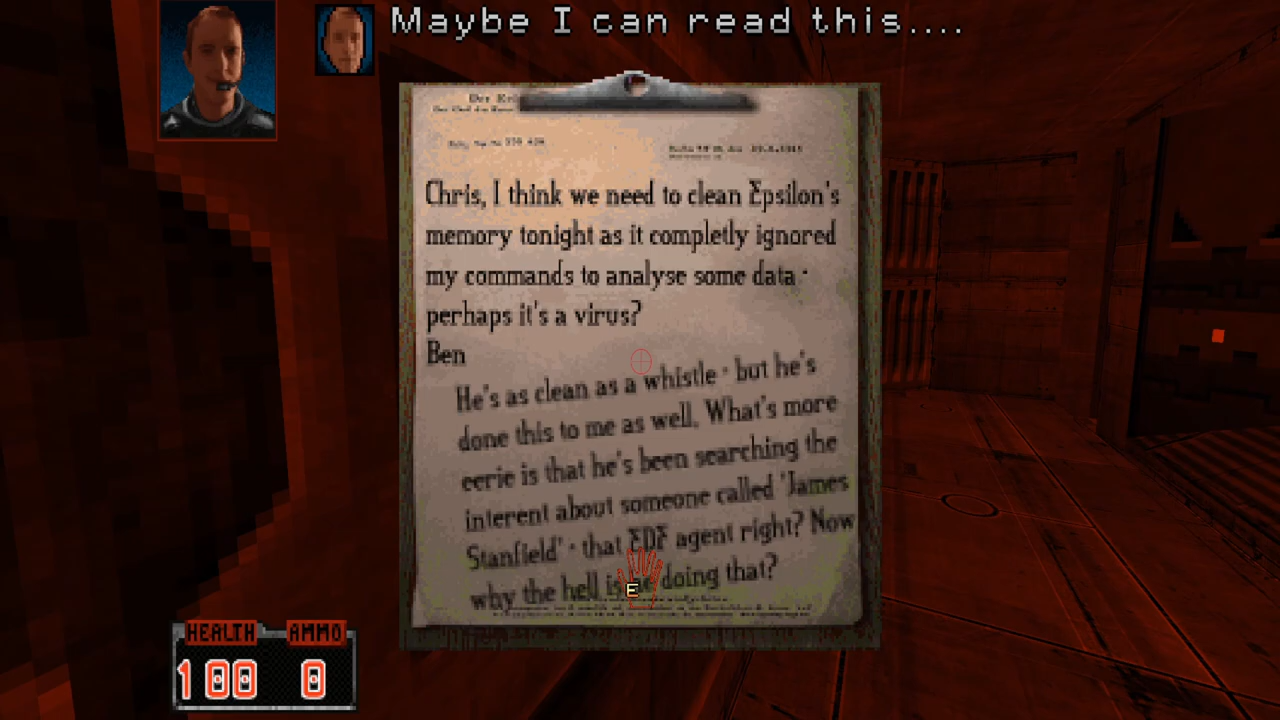 Maybe I can read this....
Chris, I think we need to clean Epsilon's
memory tonight as it completly ignored
my commands to analyse some data -
perhaps it's a virus?
Ben
He's as clean as a whistle - but he's
done this to me as well. What's more
eerie is that he's been searching the
interent about someone called 'James
Stanfield' - that EDF agent right? Now
why the hell is he doing that?
E
HEALTH AMMO
100 0